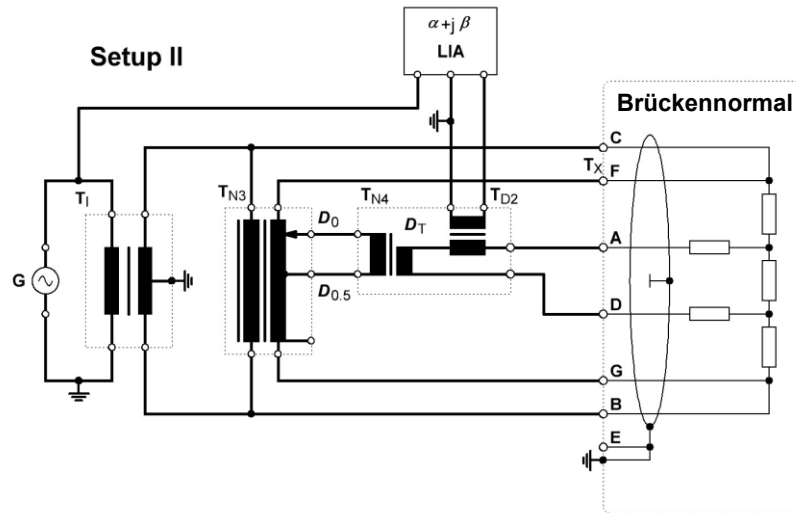 α+j β
LIA
Setup II
Brückennormal
C
T_X F
T_I
T_N3
T_N4
T_D2
D_0
D_T
A
G
D_0.5
D
G
B
E